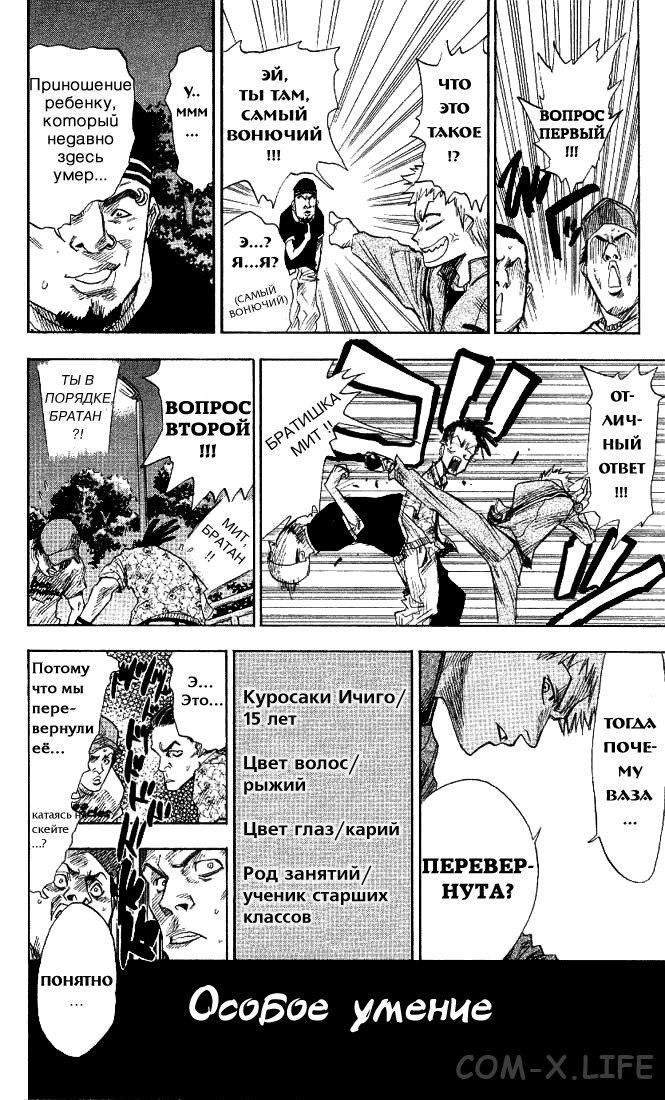 ВОПРОС
ПЕРВЫЙ
!!!
ЧТО
ЭТО
ТАКОЕ
!?
ЭЙ,
ТЫ ТАМ,
САМЫЙ
ВОНЮЧИЙ
!!!
Э...?
Я...Я?
(САМЫЙ
ВОНЮЧИЙ)
У..
МММ
...
Приношение
ребенку,
который
недавно
здесь
умер...
ОТ-
ЛИЧ-
НЫЙ
ОТВЕТ
!!!
БРАТИШКА
МИТ !!
ВОПРОС
ВТОРОЙ
!!!
ТЫ В
ПОРЯДКЕ,
БРАТАН
?!
МИТ,
БРАТАН
!!
ТОГДА
ПОЧЕ-
МУ
ВАЗА
...
ПЕРЕВЕР-
НУТА?
Куросаки Ичиго/
15 лет
Цвет волос/
рыжий
Цвет глаз/карий
Род занятий/
ученик старших
классов
Э...
Это...
Потому
что мы
пере-
вернули
её...
катаясь на
скейте
...?
ПОНЯТНО
...
Особое умение
COM-X.LIFE